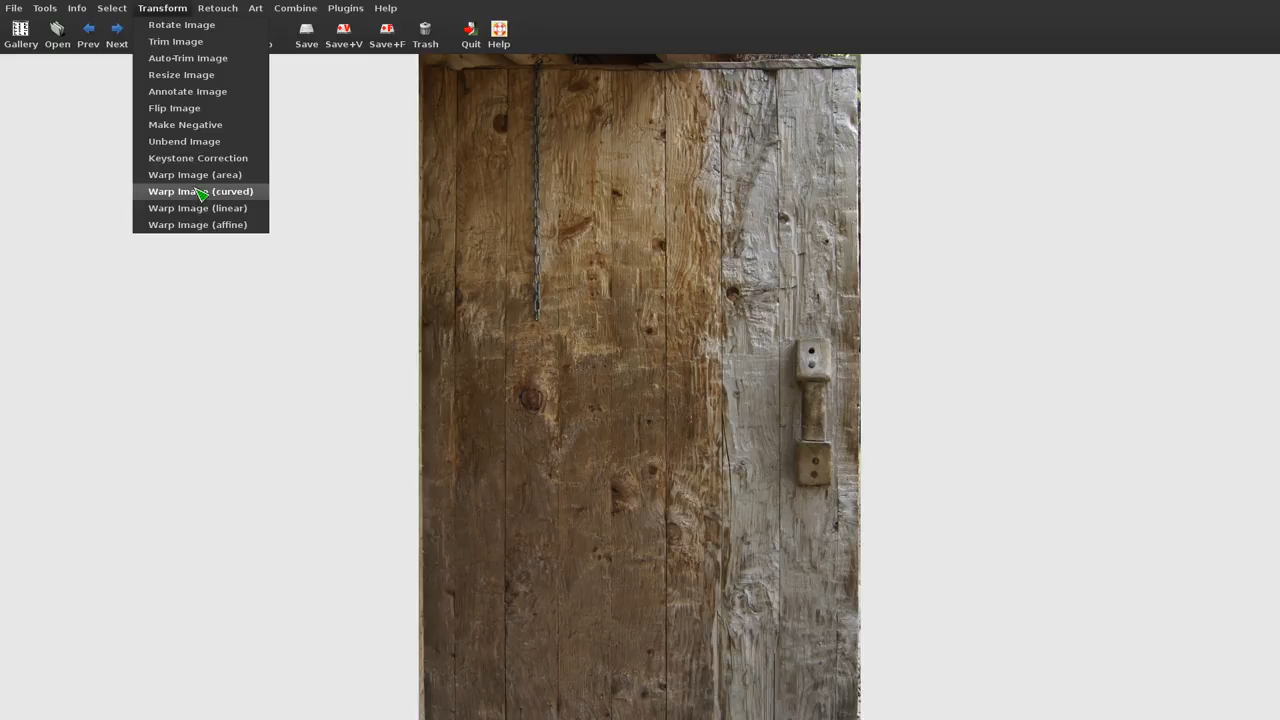 File Tools Info Select Transform Retouch Art Combine Plugins Help
Gallery Open Prev Next Save Save+V Save+F Trash Quit Help
Rotate Image
Trim Image
Auto-Trim Image
Resize Image
Annotate Image
Flip Image
Make Negative
Unbend Image
Keystone Correction
Warp Image (area)
Warp Image (curved)
Warp Image (linear)
Warp Image (affine)